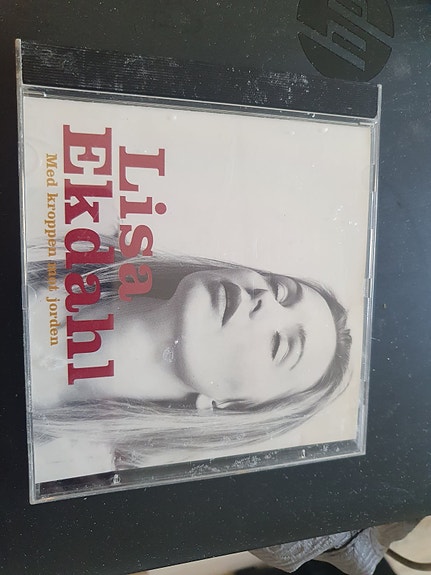 Lisa
Ekdahl
Med kroppen mot jorden
hp